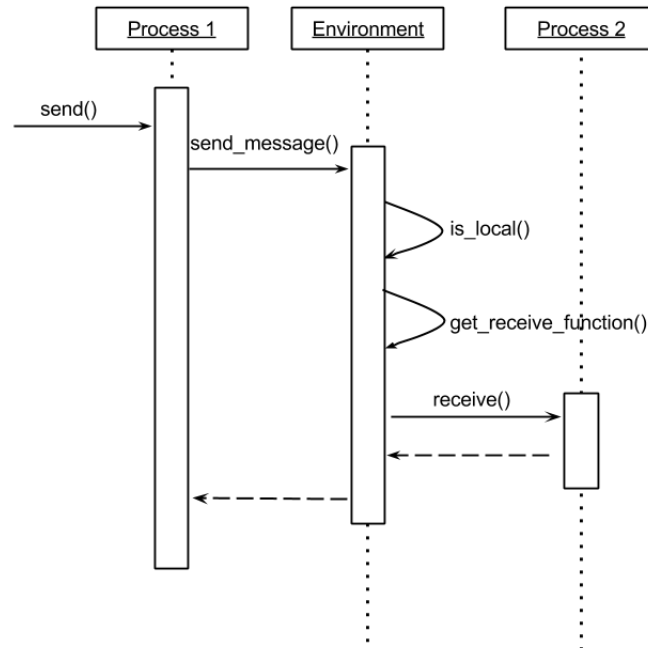 Process 1
Environment
Process 2
send()
send_message()
is_local()
get_receive_function()
receive()